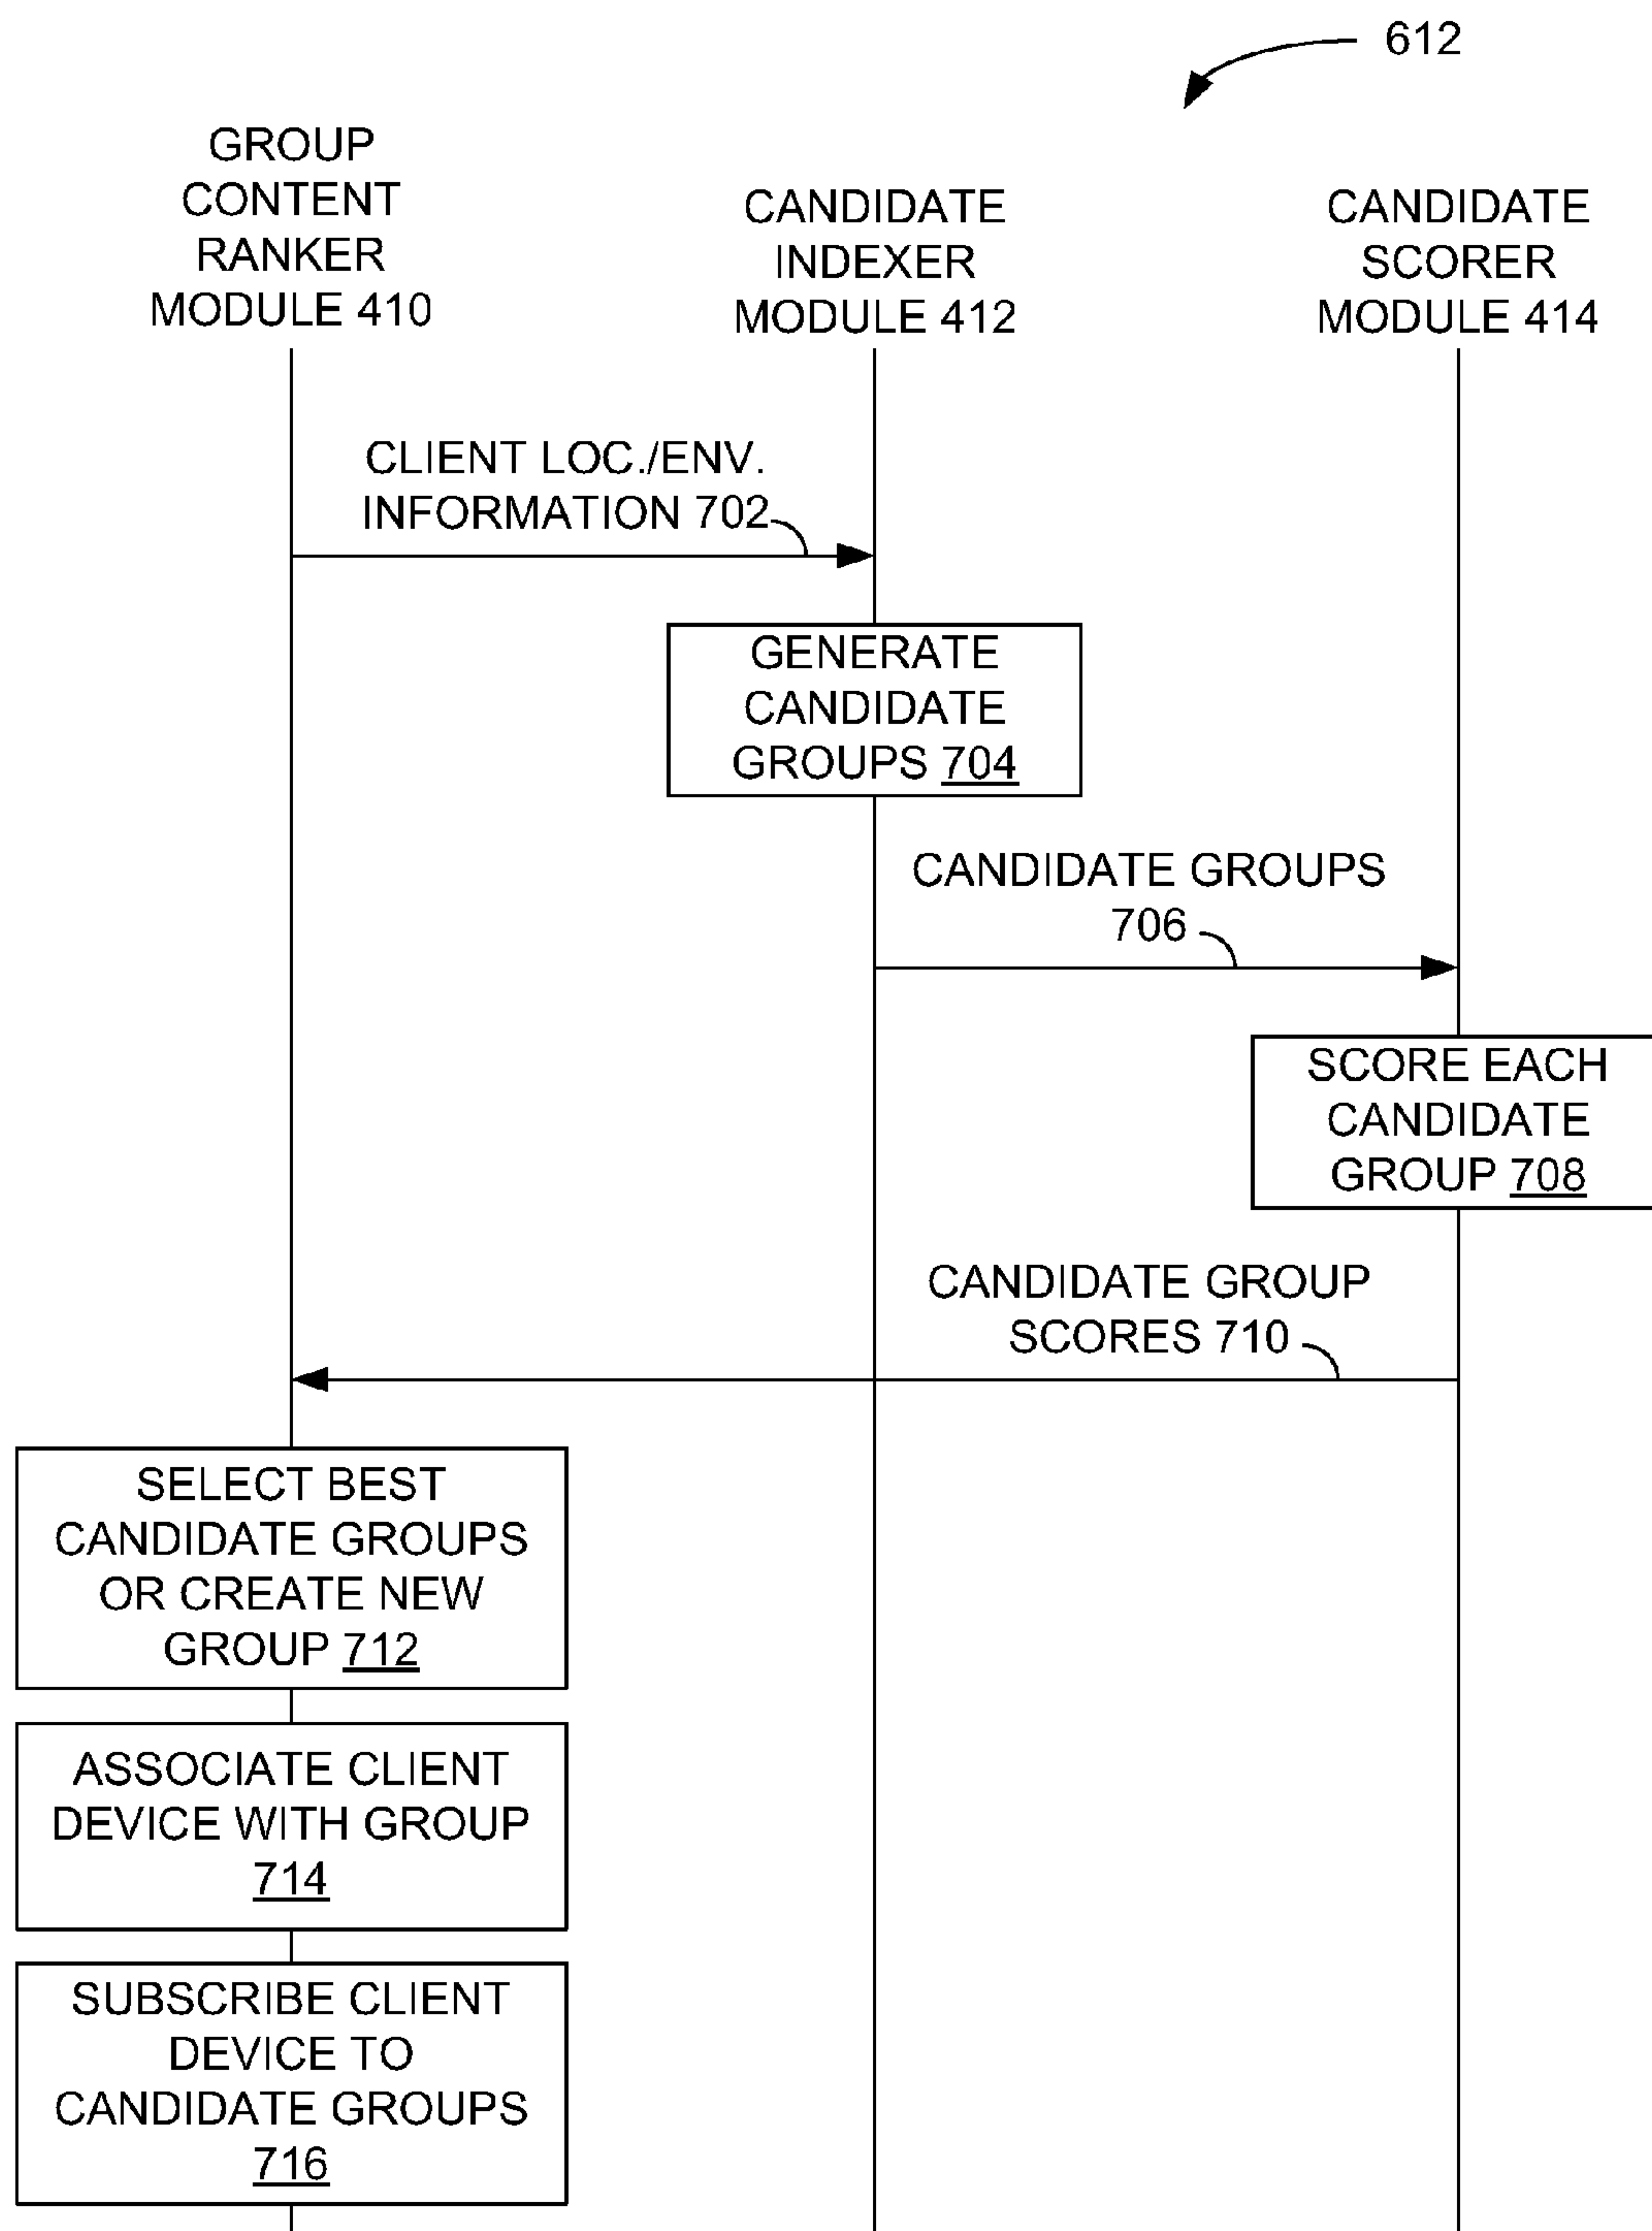 612
GROUP
CONTENT
RANKER
MODULE 410
CANDIDATE
INDEXER
MODULE 412
CANDIDATE
SCORER
MODULE 414
CLIENT LOC./ENV.
INFORMATION 702
GENERATE
CANDIDATE
GROUPS 704
CANDIDATE GROUPS
706
SCORE EACH
CANDIDATE
GROUP 708
CANDIDATE GROUP
SCORES 710
SELECT BEST
CANDIDATE GROUPS
OR CREATE NEW
GROUP 712
ASSOCIATE CLIENT
DEVICE WITH GROUP
714
SUBSCRIBE CLIENT
DEVICE TO
CANDIDATE GROUPS
716